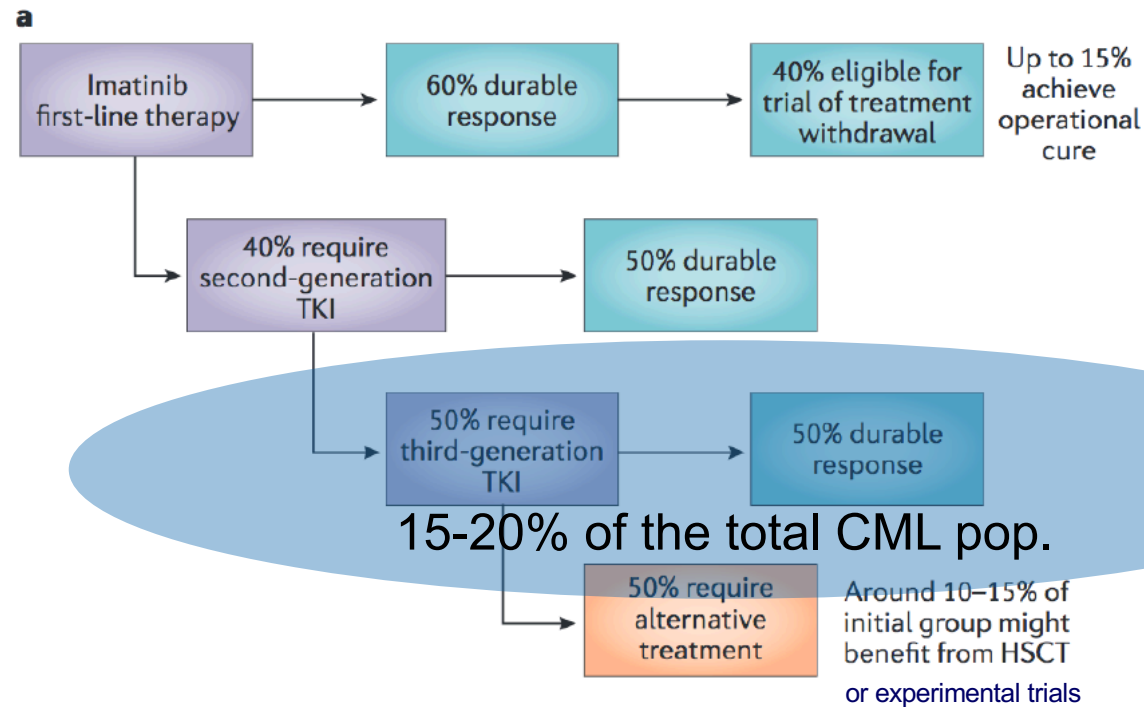 a
Imatinib
first-line therapy
60% durable
response
40% eligible for
trial of treatment
withdrawal
Up to 15%
achieve
operational
cure
40% require
second-generation
TKI
50% durable
response
50% require
third-generation
TKI
50% durable
response
15-20% of the total CML pop.
50% require
alternative
treatment
Around 10–15% of
initial group might
benefit from HSCT
or experimental trials